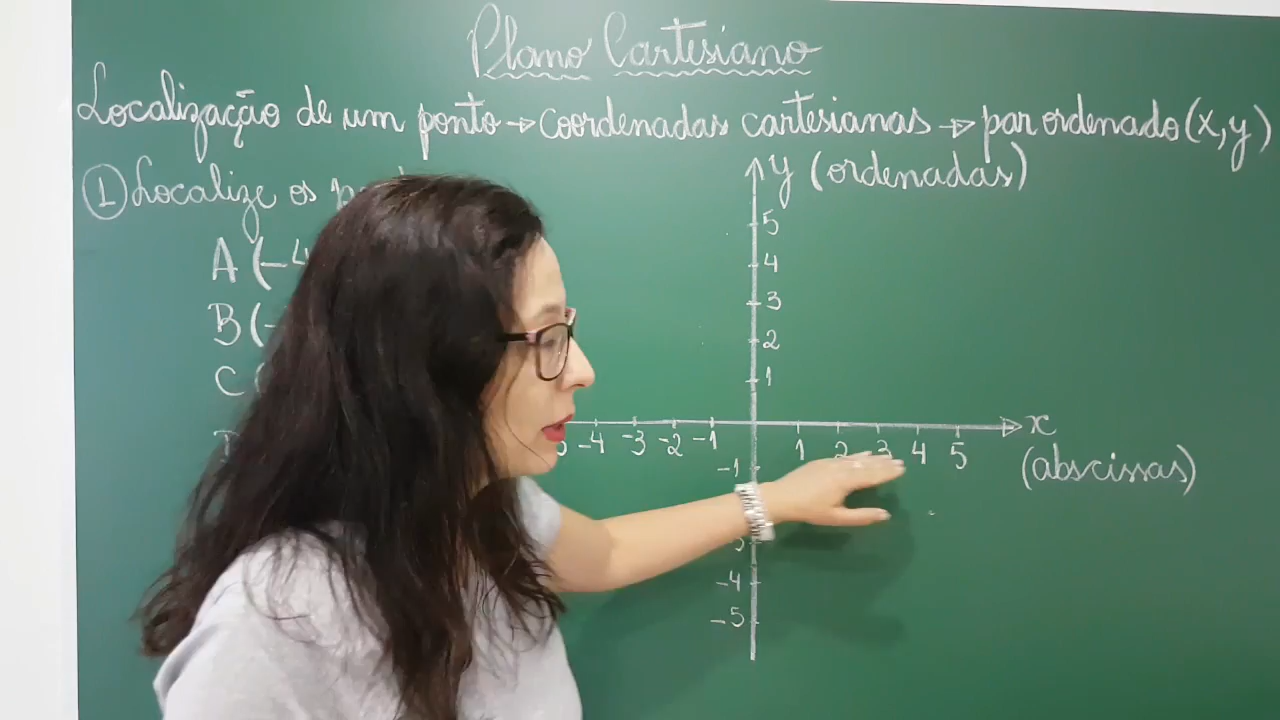 Plano Cartesiano
Localização de um ponto → coordenadas cartesianas → par ordenado (x, y)
① Localize os
y (ordenadas)
A (-4
B (-
C (
5
4
3
2
1
-4 -3 -2 -1 1 2 3 4 5
x
(abscissas)
-1
-4
-5